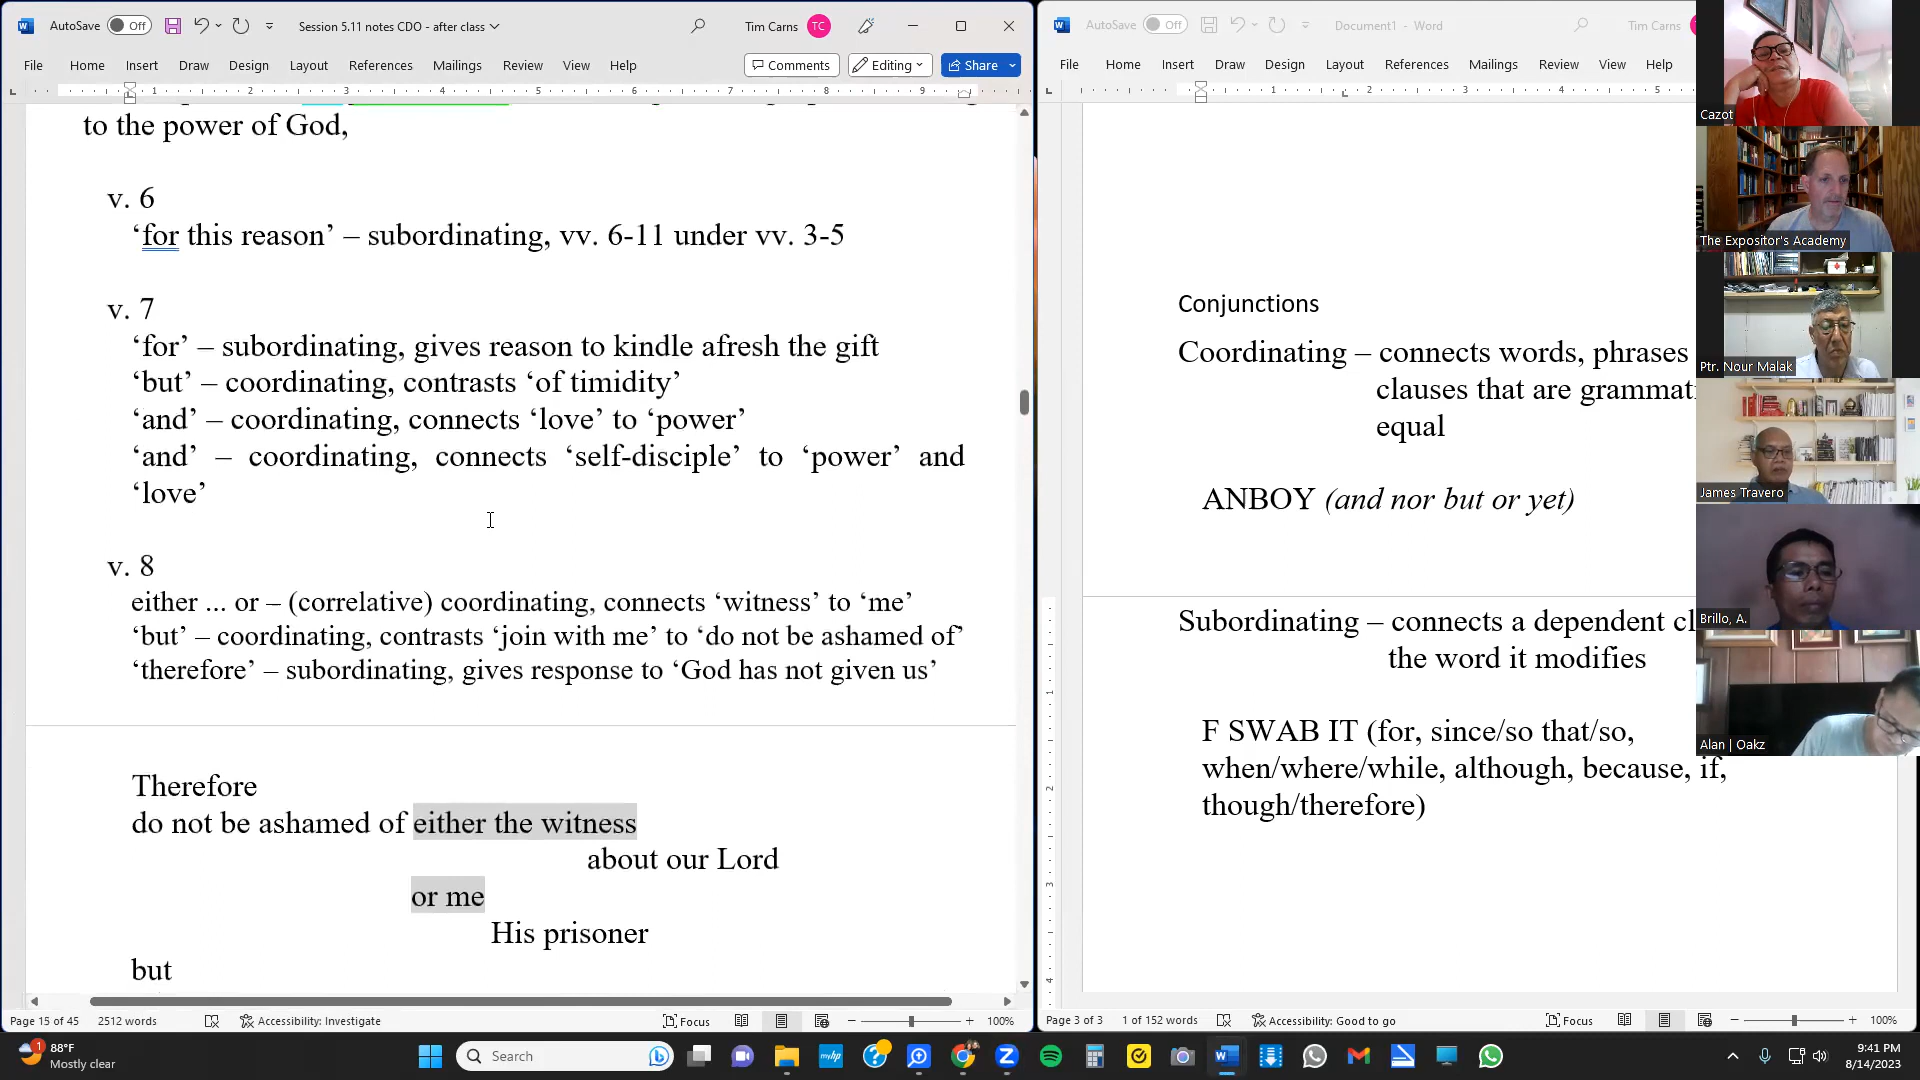 AutoSave Off Session 5.11 notes CDO - after class Tim Carns TC
File Home Insert Draw Design Layout References Mailings Review View Help Comments Editing Share
to the power of God,
v. 6
‘for this reason’ – subordinating, vv. 6-11 under vv. 3-5
v. 7
‘for’ – subordinating, gives reason to kindle afresh the gift
‘but’ – coordinating, contrasts ‘of timidity’
‘and’ – coordinating, connects ‘love’ to ‘power’
‘and’ – coordinating, connects ‘self-disciple’ to ‘power’ and
‘love’
v. 8
either ... or – (correlative) coordinating, connects ‘witness’ to ‘me’
‘but’ – coordinating, contrasts ‘join with me’ to ‘do not be ashamed of’
‘therefore’ – subordinating, gives response to ‘God has not given us’
Therefore
do not be ashamed of either the witness
about our Lord
or me
His prisoner
but
Page 15 of 45 2512 words Accessibility: Investigate Focus 100%
AutoSave Off Document1 - Word Tim Carns
File Home Insert Draw Design Layout References Mailings Review View Help
Conjunctions
Coordinating – connects words, phrases
clauses that are grammati
equal
ANBOY (and nor but or yet)
Subordinating – connects a dependent cl
the word it modifies
F SWAB IT (for, since/so that/so,
when/where/while, although, because, if,
though/therefore)
Page 3 of 3 1 of 152 words Accessibility: Good to go Focus 100%
Cazot
The Expositor's Academy
Ptr. Nour Malak
James Travero
Brillo, A.
Alan | Oakz
1
88°F
Mostly clear
Search
9:41 PM
8/14/2023